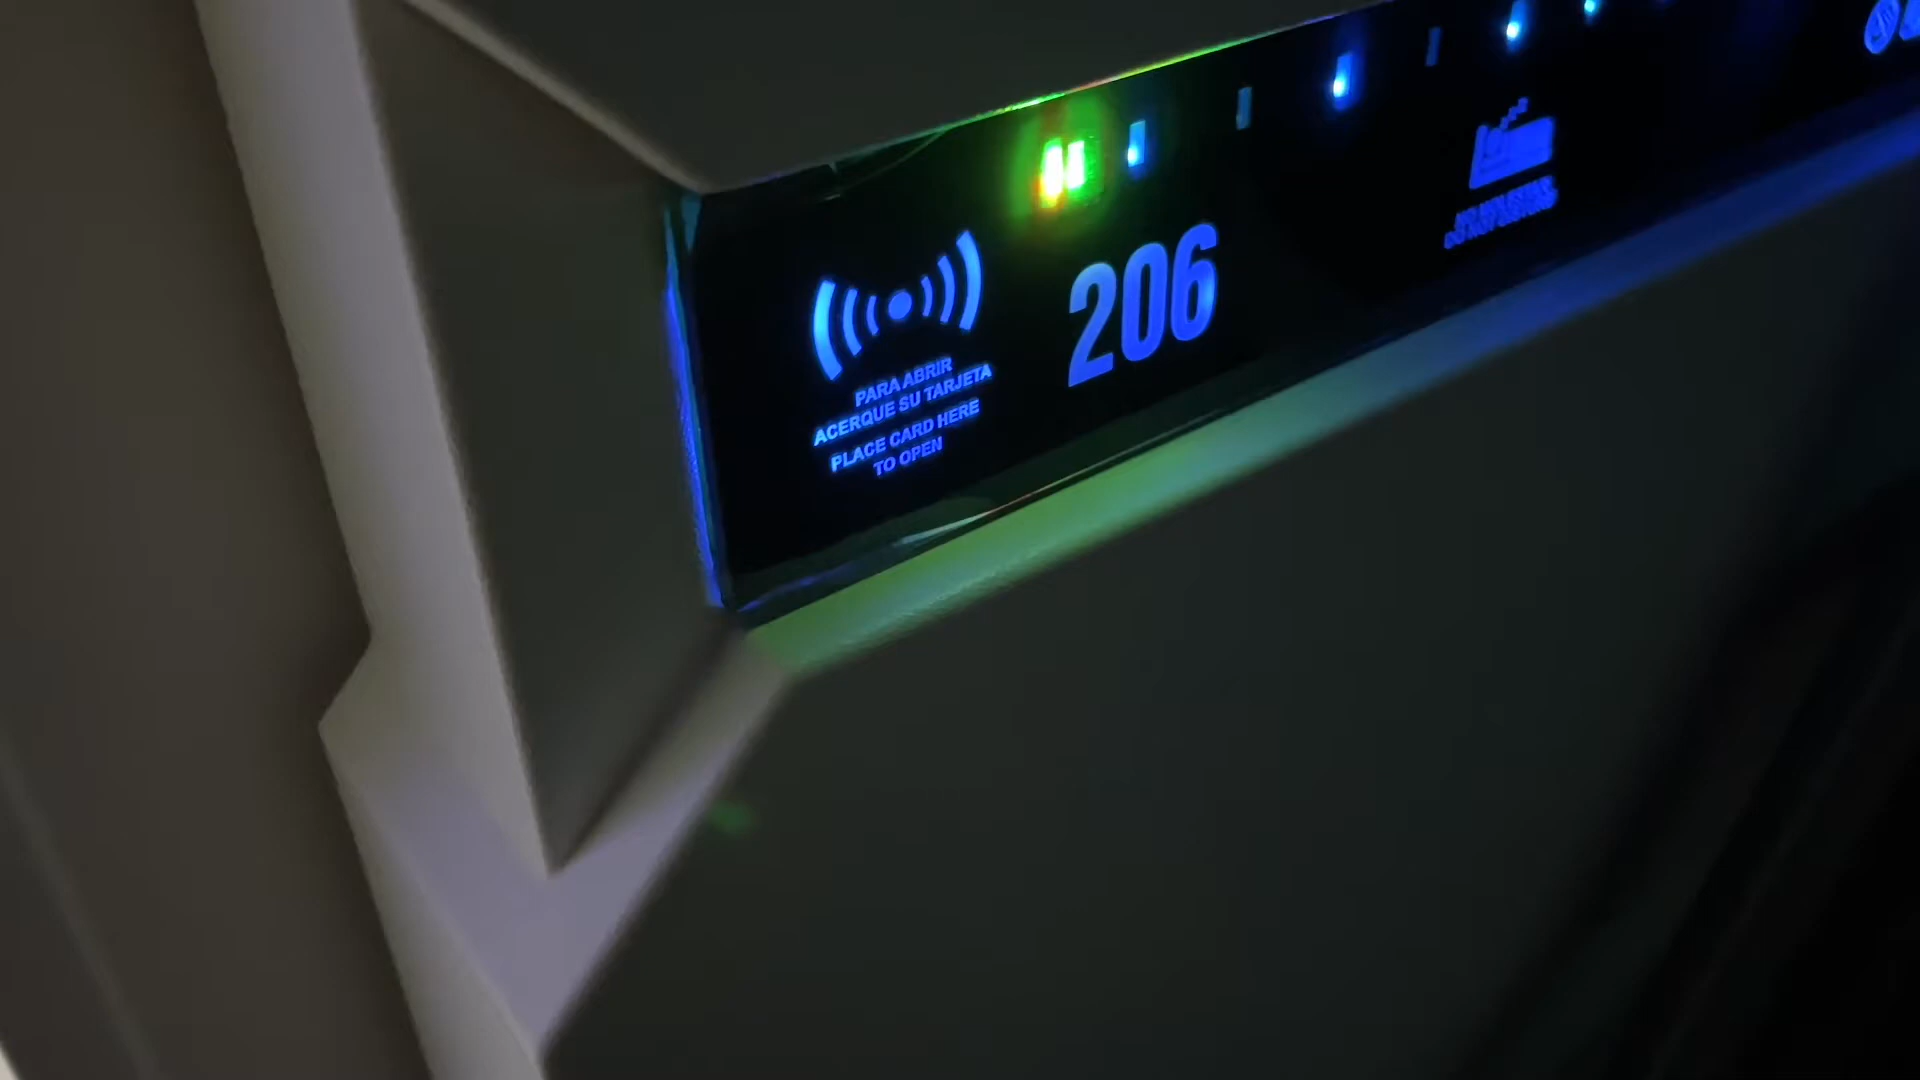 PARA ABRIR
ACERQUE SU TARJETA
PLACE CARD HERE
TO OPEN
206